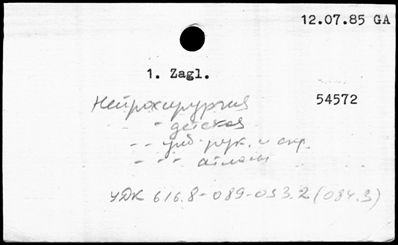 12.07.85 GA
1. Zagl.
Нейрохирургия
54572
- " - детская
- " - учеб. рук. и спр.
- " - " - атласы
УДК 616.8-089-053.2(084.3)